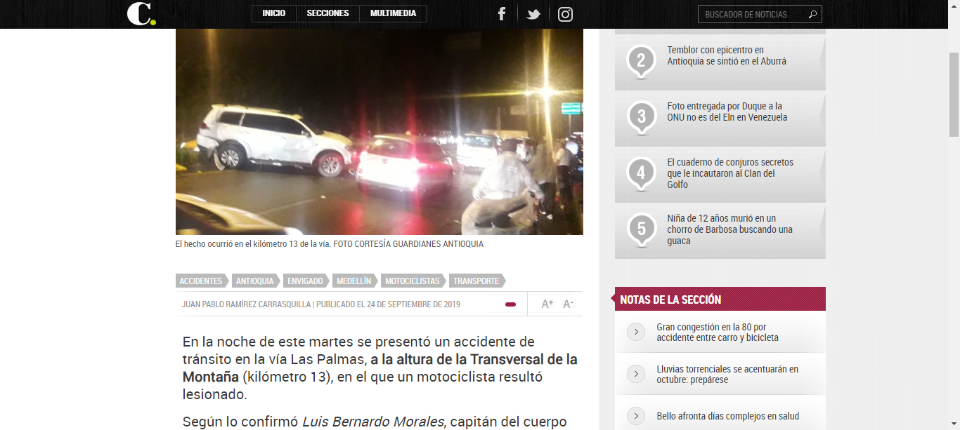 C.
INICIO
SECCIONES
MULTIMEDIA
BUSCADOR DE NOTICIAS
El hecho ocurrió en el kilómetro 13 de la vía. FOTO CORTESÍA GUARDIANES ANTIOQUIA
ACCIDENTES
ANTIOQUIA
ENVIGADO
MEDELLÍN
MOTOCICLISTAS
TRANSPORTE
JUAN PABLO RAMÍREZ CARRASQUILLA | PUBLICADO EL 24 DE SEPTIEMBRE DE 2019
A+ A-
En la noche de este martes se presentó un accidente de
tránsito en la vía Las Palmas, a la altura de la Transversal de la
Montaña (kilómetro 13), en el que un motociclista resultó
lesionado.
Según lo confirmó Luis Bernardo Morales, capitán del cuerpo
2
Temblor con epicentro en
Antioquia se sintió en el Aburrá
3
Foto entregada por Duque a la
ONU no es del Eln en Venezuela
4
El cuaderno de conjuros secretos
que le incautaron al Clan del
Golfo
5
Niña de 12 años murió en un
chorro de Barbosa buscando una
guaca
NOTAS DE LA SECCIÓN
Gran congestión en la 80 por
accidente entre carro y bicicleta
Lluvias torrenciales se acentuarán en
octubre: prepárese
Bello afronta días complejos en salud